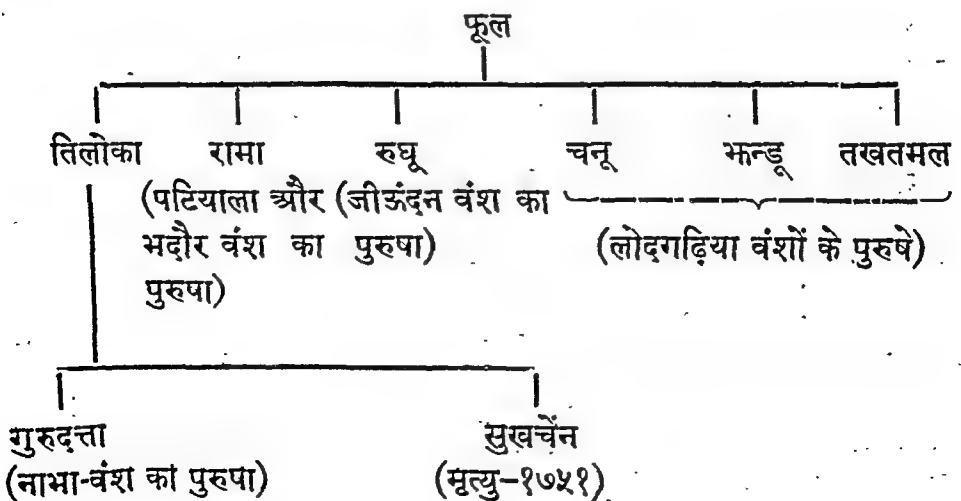 फूल
तिलोका रामा रुघू चनू झन्डू तखतमल
(पटियाला और (जीऊंदन वंश का
भदौर वंश का पुरुषा) (लोदगढ़िया वंशों के पुरुषे)
पुरुषा)
गुरुदत्ता सुखचेंन
(नाभा-वंश का पुरुषा) (मृत्यु-१७५१)